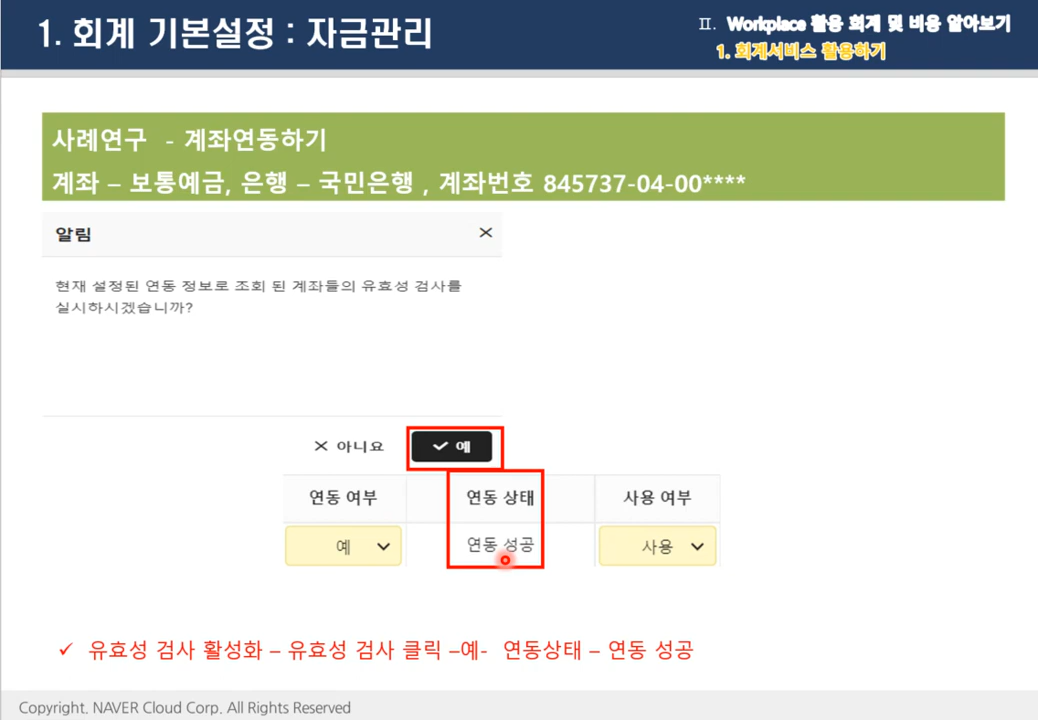 1. 회계 기본설정 : 자금관리
Ⅱ. Workplace 활용 회계 및 비용 알아보기
1. 회계서비스 활용하기
사례연구 - 계좌연동하기
계좌 – 보통예금, 은행 – 국민은행 , 계좌번호 845737-04-00****
알림
현재 설정된 연동 정보로 조회 된 계좌들의 유효성 검사를
실시하시겠습니까?
아니요 예
연동 여부 연동 상태 사용 여부
예 연동 성공 사용
✓ 유효성 검사 활성화 – 유효성 검사 클릭 –예- 연동상태 – 연동 성공
Copyright. NAVER Cloud Corp. All Rights Reserved